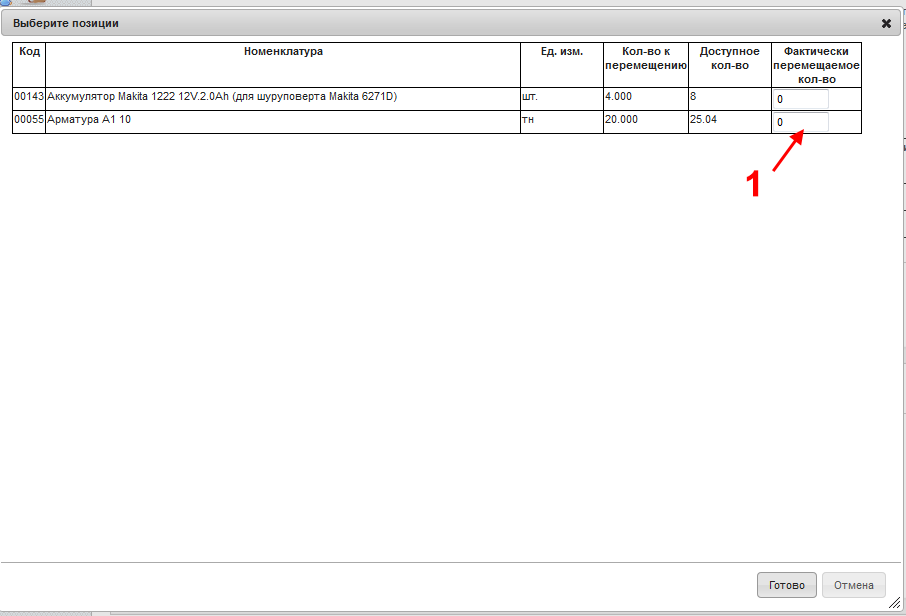 Выберите позиции
Код Номенклатура Ед. изм. Кол-во к перемещению Доступное кол-во Фактически перемещаемое кол-во
00143 Аккумулятор Makita 1222 12V.2.0Ah (для шуруповерта Makita 6271D) шт. 4.000 8 0
00055 Арматура А1 10 тн 20.000 25.04 0
1
Готово Отмена